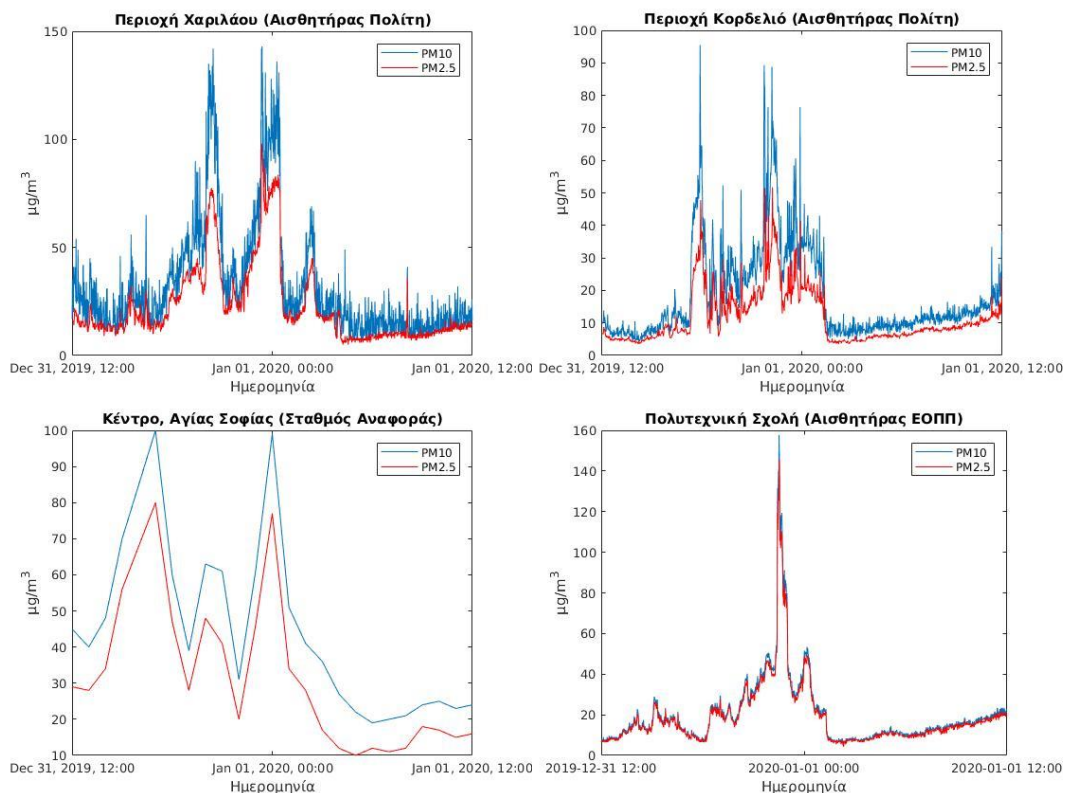 Περιοχή Χαριλάου (Αισθητήρας Πολίτη)
150
100
50
0
μg/m3
PM10
PM2.5
Dec 31, 2019, 12:00
Jan 01, 2020, 00:00
Jan 01, 2020, 12:00
Ημερομηνία
Περιοχή Κορδελιό (Αισθητήρας Πολίτη)
100
90
80
70
60
50
40
30
20
10
0
μg/m3
PM10
PM2.5
Dec 31, 2019, 12:00
Jan 01, 2020, 00:00
Jan 01, 2020, 12:00
Ημερομηνία
Κέντρο, Αγίας Σοφίας (Σταθμός Αναφοράς)
100
90
80
70
60
50
40
30
20
10
μg/m3
PM10
PM2.5
Dec 31, 2019, 12:00
Jan 01, 2020, 00:00
Jan 01, 2020, 12:00
Ημερομηνία
Πολυτεχνική Σχολή (Αισθητήρας ΕΟΠΠ)
160
140
120
100
80
60
40
20
0
μg/m3
PM10
PM2.5
2019-12-31 12:00
2020-01-01 00:00
2020-01-01 12:00
Ημερομηνία